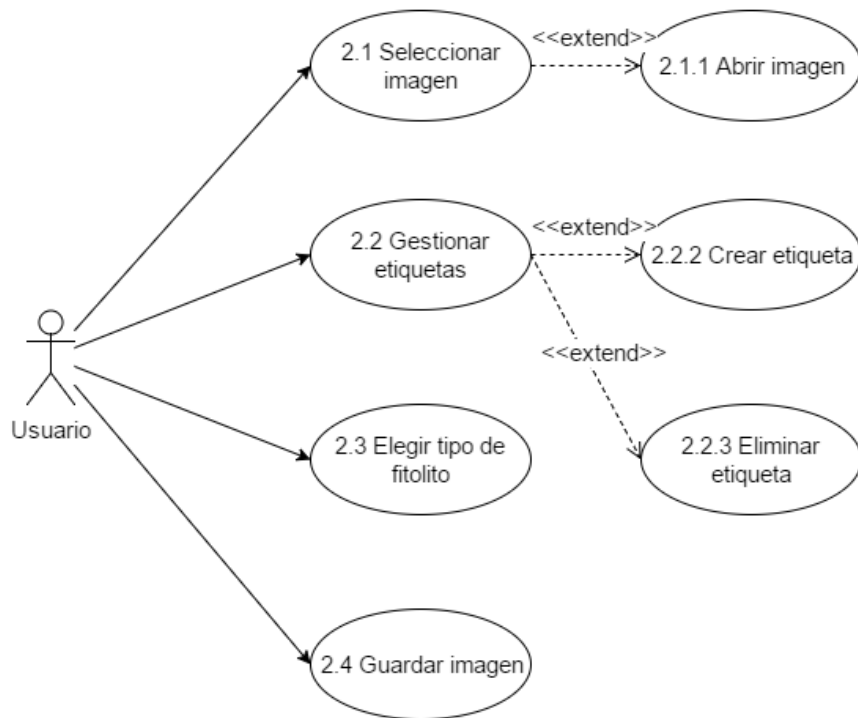 <<extend>>
2.1 Seleccionar
imagen
2.1.1 Abrir imagen
<<extend>>
2.2 Gestionar
etiquetas
2.2.2 Crear etiqueta
<<extend>>
Usuario
2.3 Elegir tipo de
fitolito
2.2.3 Eliminar
etiqueta
2.4 Guardar imagen